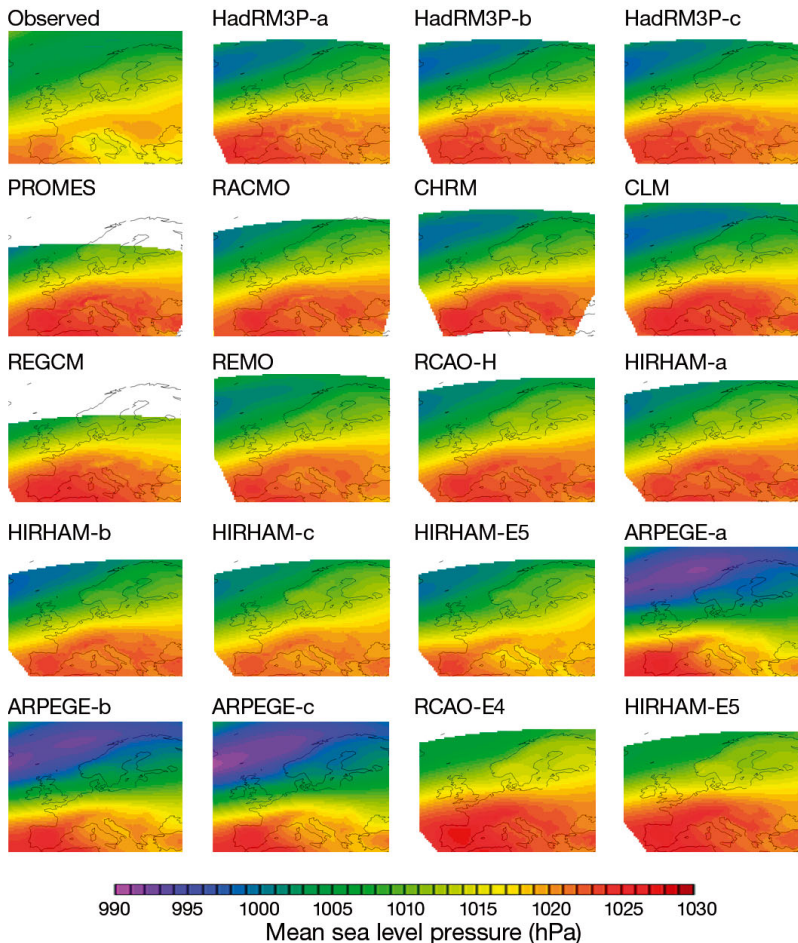 Observed HadRM3P-a HadRM3P-b HadRM3P-c
PROMES RACMO CHRM CLM
REGCM REMO RCAO-H HIRHAM-a
HIRHAM-b HIRHAM-c HIRHAM-E5 ARPEGE-a
ARPEGE-b ARPEGE-c RCAO-E4 HIRHAM-E5
990 995 1000 1005 1010 1015 1020 1025 1030
Mean sea level pressure (hPa)